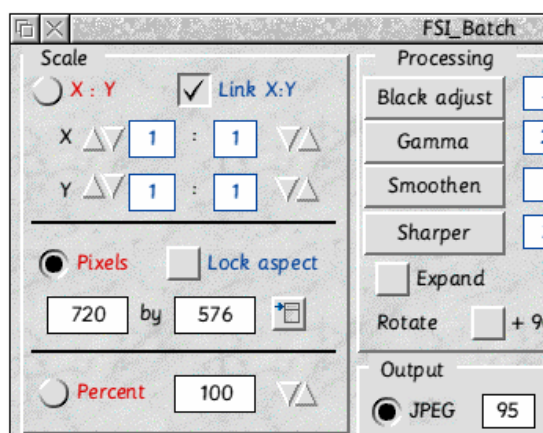 FSI_Batch
Scale
X : Y Link X:Y
X 1 : 1
Y 1 : 1
Pixels Lock aspect
720 by 576
Percent 100
Processing
Black adjust
Gamma
Smoothen
Sharper
Expand
Rotate
Output
JPEG 95